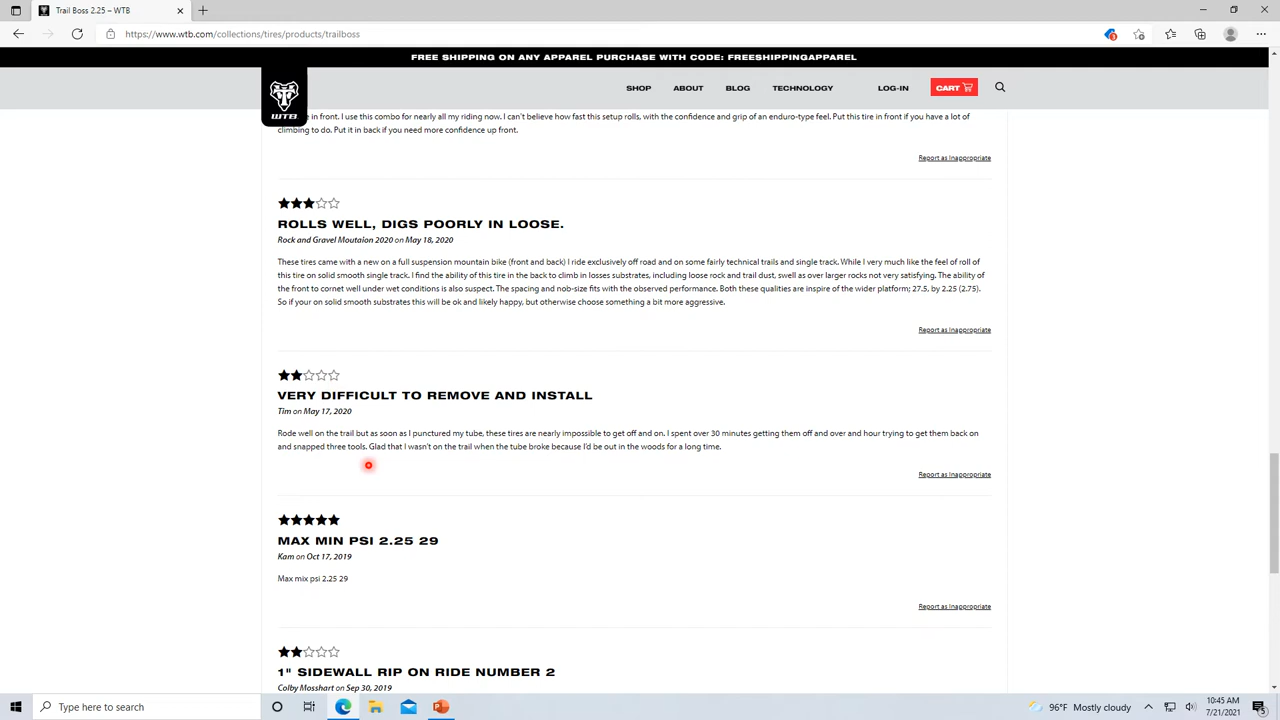 Trail Boss 2.25 – WTB
https://www.wtb.com/collections/tires/products/trailboss
3
FREE SHIPPING ON ANY APPAREL PURCHASE WITH CODE: FREESHIPPINGAPPAREL
WTB
SHOP ABOUT BLOG TECHNOLOGY LOG-IN CART
e in front. I use this combo for nearly all my riding now. I can't believe how fast this setup rolls, with the confidence and grip of an enduro-type feel. Put this tire in front if you have a lot of
climbing to do. Put it in back if you need more confidence up front.
Report as Inappropriate
ROLLS WELL, DIGS POORLY IN LOOSE.
Rock and Gravel Moutaion 2020 on May 18, 2020
These tires came with a new on a full suspension mountain bike (front and back) I ride exclusively off road and on some fairly technical trails and single track. While I very much like the feel of roll of
this tire on solid smooth single track. I find the ability of this tire in the back to climb in losses substrates, including loose rock and trail dust, swell as over larger rocks not very satisfying. The ability of
the front to cornet well under wet conditions is also suspect. The spacing and nob-size fits with the observed performance. Both these qualities are inspire of the wider platform; 27.5, by 2.25 (2.75).
So if your on solid smooth substrates this will be ok and likely happy, but otherwise choose something a bit more aggressive.
Report as Inappropriate
VERY DIFFICULT TO REMOVE AND INSTALL
Tim on May 17, 2020
Rode well on the trail but as soon as I punctured my tube, these tires are nearly impossible to get off and on. I spent over 30 minutes getting them off and over and hour trying to get them back on
and snapped three tools. Glad that I wasn't on the trail when the tube broke because I'd be out in the woods for a long time.
Report as Inappropriate
MAX MIN PSI 2.25 29
Kam on Oct 17, 2019
Max mix psi 2.25 29
Report as Inappropriate
1" SIDEWALL RIP ON RIDE NUMBER 2
Colby Mosshart on Sep 30, 2019
Type here to search
96°F Mostly cloudy
10:45 AM
7/21/2021
5